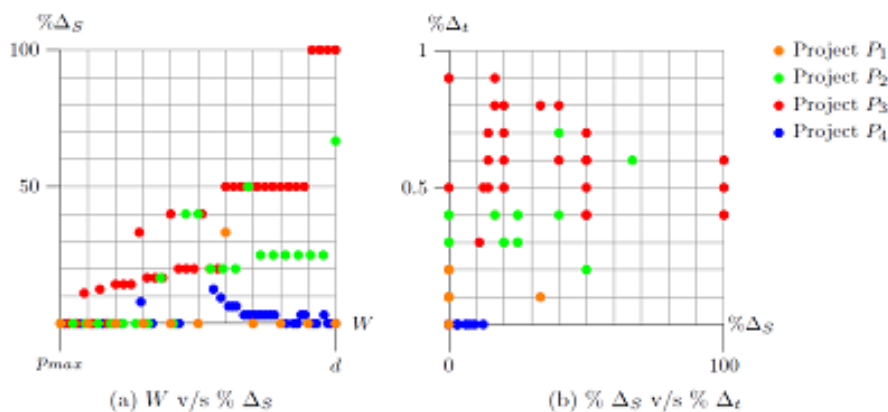 %Δ_S
100
50
W
p_max
d
(a) W v/s % Δ_S
%Δ_t
1
0.5
%Δ_S
0
100
(b) % Δ_S v/s % Δ_t
Project P_1
Project P_2
Project P_3
Project P_4